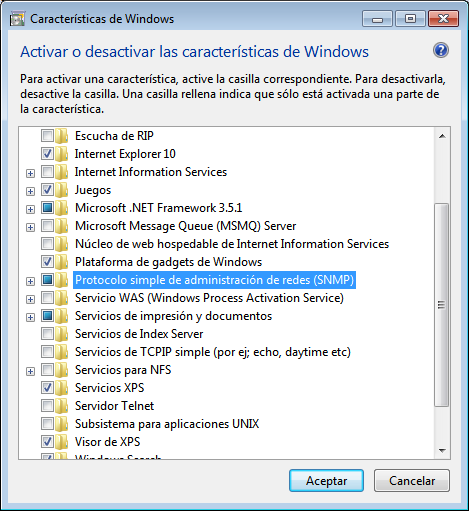 Características de Windows
Activar o desactivar las características de Windows
Para activar una característica, active la casilla correspondiente. Para desactivarla,
desactive la casilla. Una casilla rellena indica que sólo está activada una parte de
la característica.
Escucha de RIP
Internet Explorer 10
Internet Information Services
Juegos
Microsoft .NET Framework 3.5.1
Microsoft Message Queue (MSMQ) Server
Núcleo de web hospedable de Internet Information Services
Plataforma de gadgets de Windows
Protocolo simple de administración de redes (SNMP)
Servicio WAS (Windows Process Activation Service)
Servicios de impresión y documentos
Servicios de Index Server
Servicios de TCPIP simple (por ej; echo, daytime etc)
Servicios para NFS
Servicios XPS
Servidor Telnet
Subsistema para aplicaciones UNIX
Visor de XPS
Windows Search
Aceptar
Cancelar